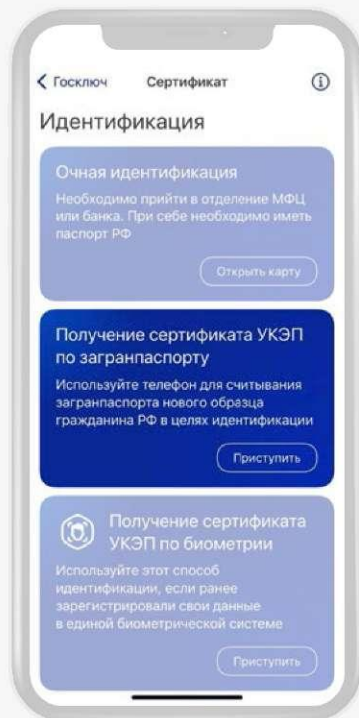 Госключ
Сертификат
Идентификация
Очная идентификация
Необходимо прийти в отделение МФЦ
или банка. При себе необходимо иметь
паспорт РФ
Открыть карту
Получение сертификата УКЭП
по загранпаспорту
Используйте телефон для считывания
загранпаспорта нового образца
гражданина РФ в целях идентификации
Приступить
Получение сертификата
УКЭП по биометрии
Используйте этот способ
идентификации, если ранее
зарегистрировали свои данные
в единой биометрической системе
Приступить